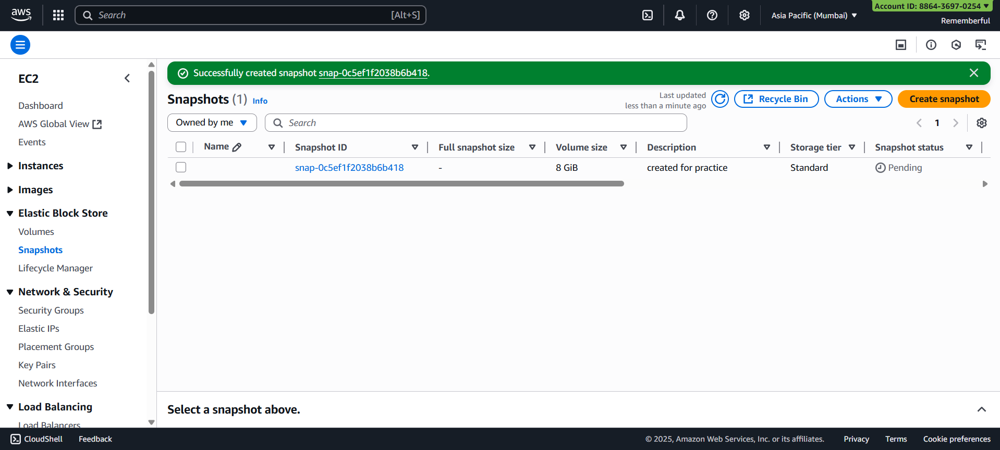 aws
Search [Alt+S]
Asia Pacific (Mumbai)
Account ID: 8864-3697-0254
Rememberful
EC2
Dashboard
AWS Global View
Events
Instances
Images
Elastic Block Store
Volumes
Snapshots
Lifecycle Manager
Network & Security
Security Groups
Elastic IPs
Placement Groups
Key Pairs
Network Interfaces
Load Balancing
Load Balancers
Successfully created snapshot snap-0c5ef1f2038b6b418.
Snapshots (1) Info
Last updated
less than a minute ago
Recycle Bin
Actions
Create snapshot
Owned by me
Search
1
Name Snapshot ID Full snapshot size Volume size Description Storage tier Snapshot status
snap-0c5ef1f2038b6b418 - 8 GiB created for practice Standard Pending
Select a snapshot above.
CloudShell Feedback © 2025, Amazon Web Services, Inc. or its affiliates. Privacy Terms Cookie preferences